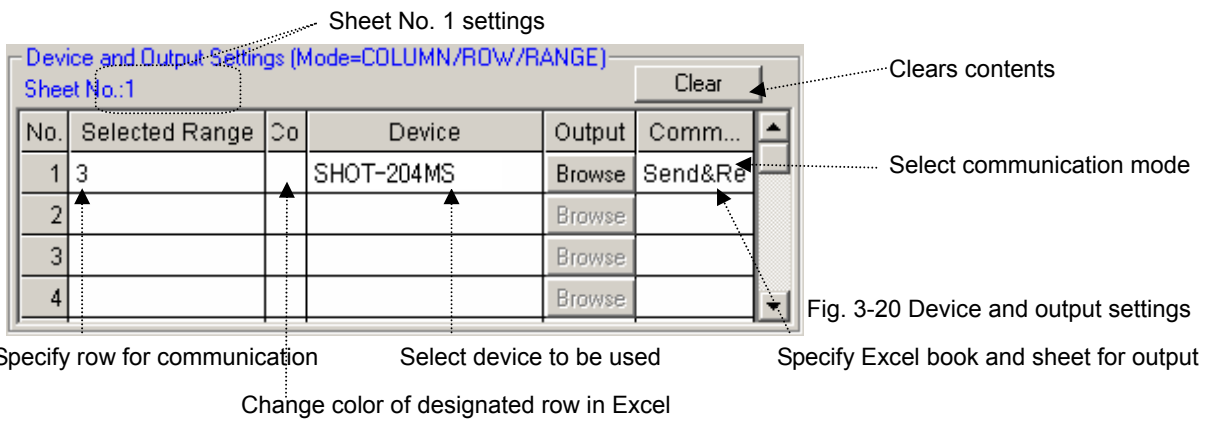 Sheet No. 1 settings
Device and Output Settings (Mode=COLUMN/ROW//RANGE)
Sheet No.:1
Clear
Clears contents
No. Selected Range Co Device Output Comm...
1 3 SHOT-204MS Browse Send&Re
Select communication mode
2 Browse
3 Browse
4 Browse
Fig. 3-20 Device and output settings
Specify row for communication
Select device to be used
Specify Excel book and sheet for output
Change color of designated row in Excel